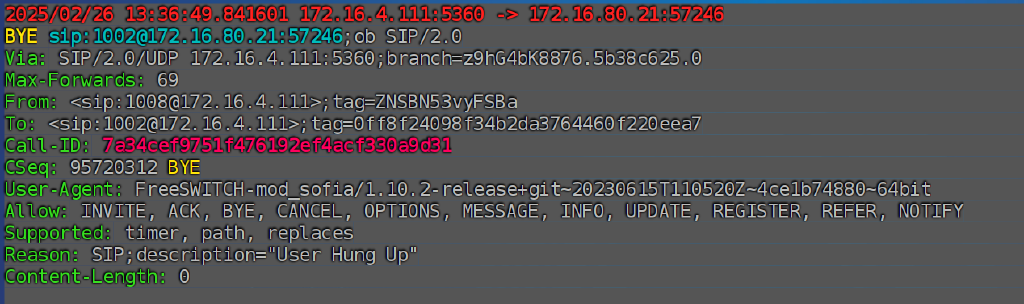 2025/02/26 13:36:49.841601 172.16.4.111:5360 -> 172.16.80.21:57246
BYE sip:1002@172.16.80.21:57246;ob SIP/2.0
Via: SIP/2.0/UDP 172.16.4.111:5360;branch=z9hG4bK8876.5b38c625.0
Max-Forwards: 69
From: <sip:1008@172.16.4.111>;tag=ZNSBN53vyFSBa
To: <sip:1002@172.16.4.111>;tag=0ff8f24098f34b2da3764460f220eea7
Call-ID: 7a34cef9751f476192ef4acf330a9d31
CSeq: 95720312 BYE
User-Agent: FreeSWITCH-mod_sofia/1.10.2-release+git~20230615T110520Z~4ce1b74880~64bit
Allow: INVITE, ACK, BYE, CANCEL, OPTIONS, MESSAGE, INFO, UPDATE, REGISTER, REFER, NOTIFY
Supported: timer, path, replaces
Reason: SIP;description="User Hung Up"
Content-Length: 0